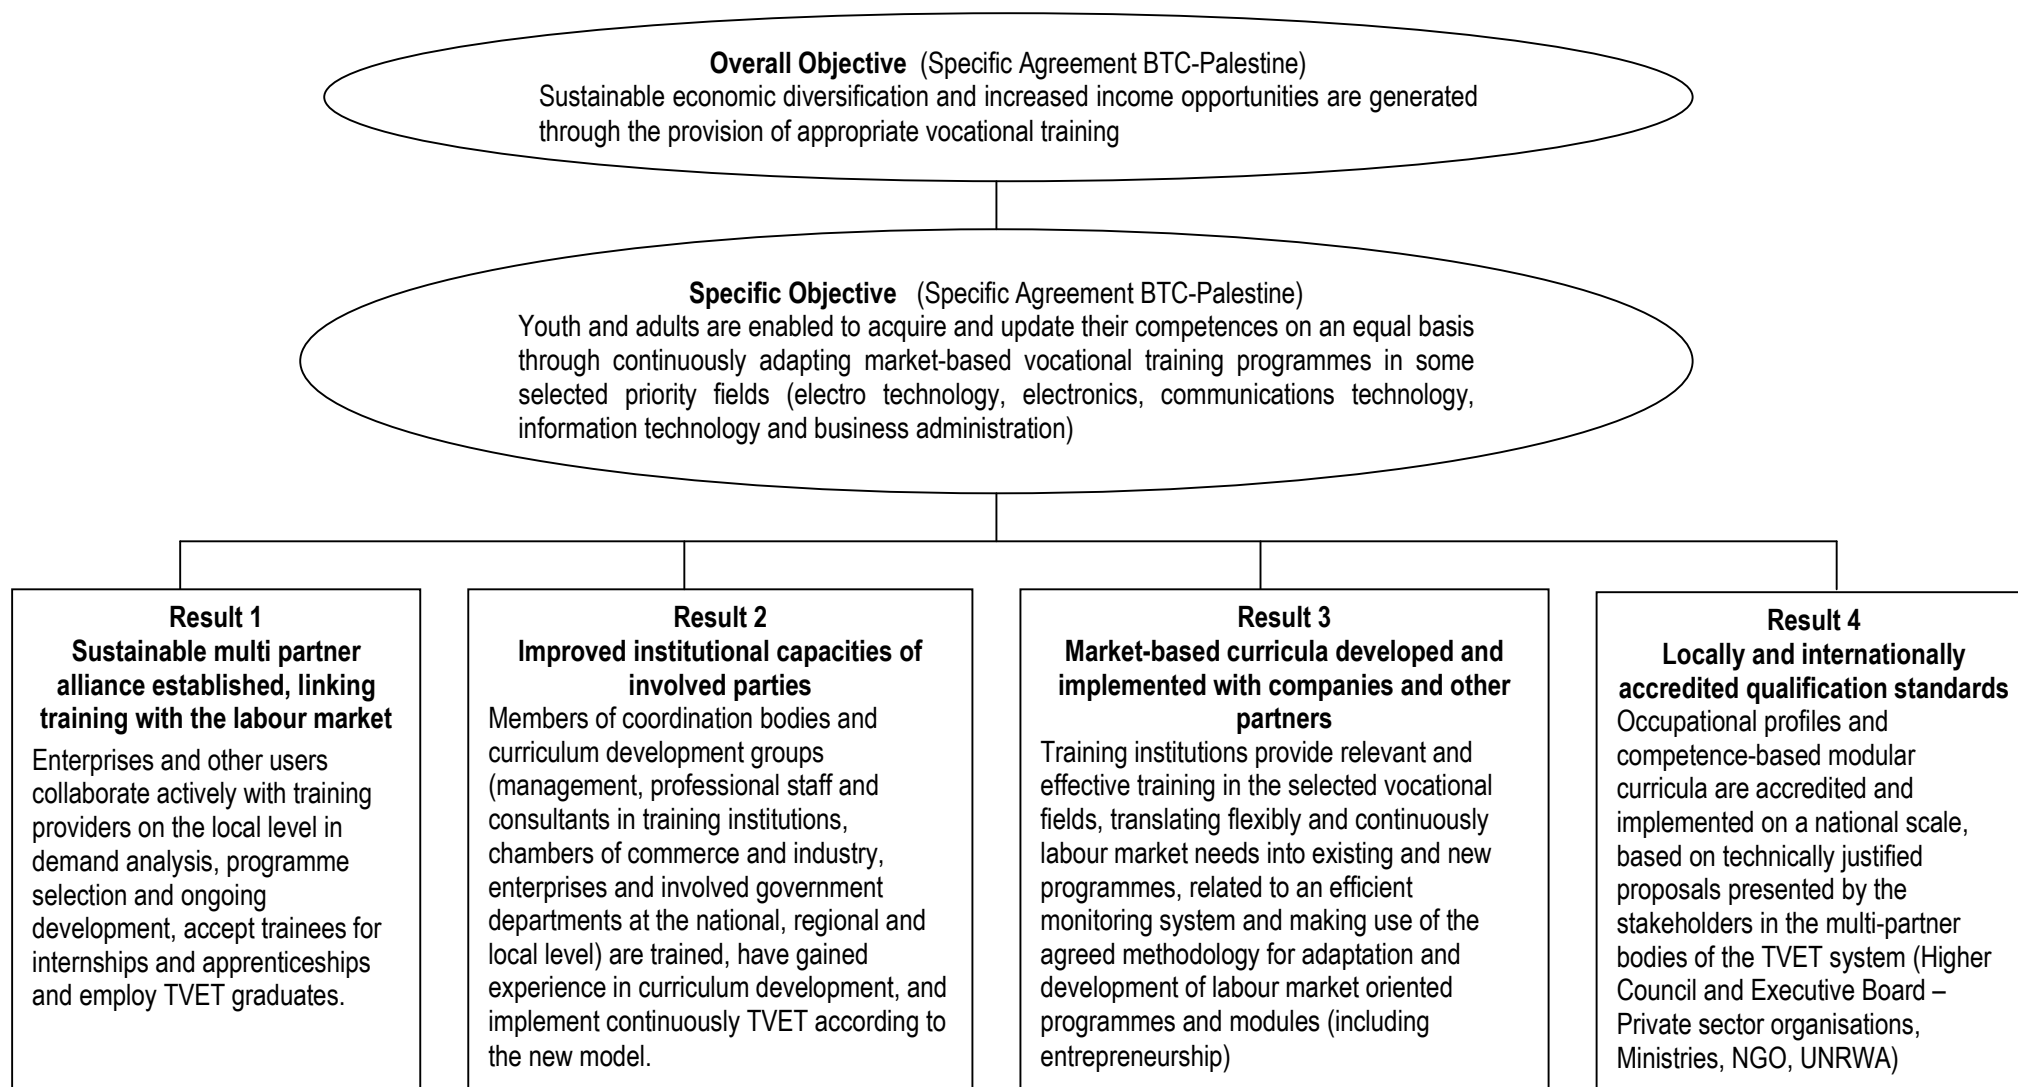 Overall Objective (Specific Agreement BTC-Palestine)
Sustainable economic diversification and increased income opportunities are generated
through the provision of appropriate vocational training
Specific Objective (Specific Agreement BTC-Palestine)
Youth and adults are enabled to acquire and update their competences on an equal basis
through continuously adapting market-based vocational training programmes in some
selected priority fields (electro technology, electronics, communications technology,
information technology and business administration)
Result 1
Sustainable multi partner
alliance established, linking
training with the labour market
Enterprises and other users
collaborate actively with training
providers on the local level in
demand analysis, programme
selection and ongoing
development, accept trainees for
internships and apprenticeships
and employ TVET graduates.
Result 2
Improved institutional capacities of
involved parties
Members of coordination bodies and
curriculum development groups
(management, professional staff and
consultants in training institutions,
chambers of commerce and industry,
enterprises and involved government
departments at the national, regional and
local level) are trained, have gained
experience in curriculum development, and
implement continuously TVET according to
the new model.
Result 3
Market-based curricula developed and
implemented with companies and other
partners
Training institutions provide relevant and
effective training in the selected vocational
fields, translating flexibly and continuously
labour market needs into existing and new
programmes, related to an efficient
monitoring system and making use of the
agreed methodology for adaptation and
development of labour market oriented
programmes and modules (including
entrepreneurship)
Result 4
Locally and internationally
accredited qualification standards
Occupational profiles and
competence-based modular
curricula are accredited and
implemented on a national scale,
based on technically justified
proposals presented by the
stakeholders in the multi-partner
bodies of the TVET system (Higher
Council and Executive Board –
Private sector organisations,
Ministries, NGO, UNRWA)